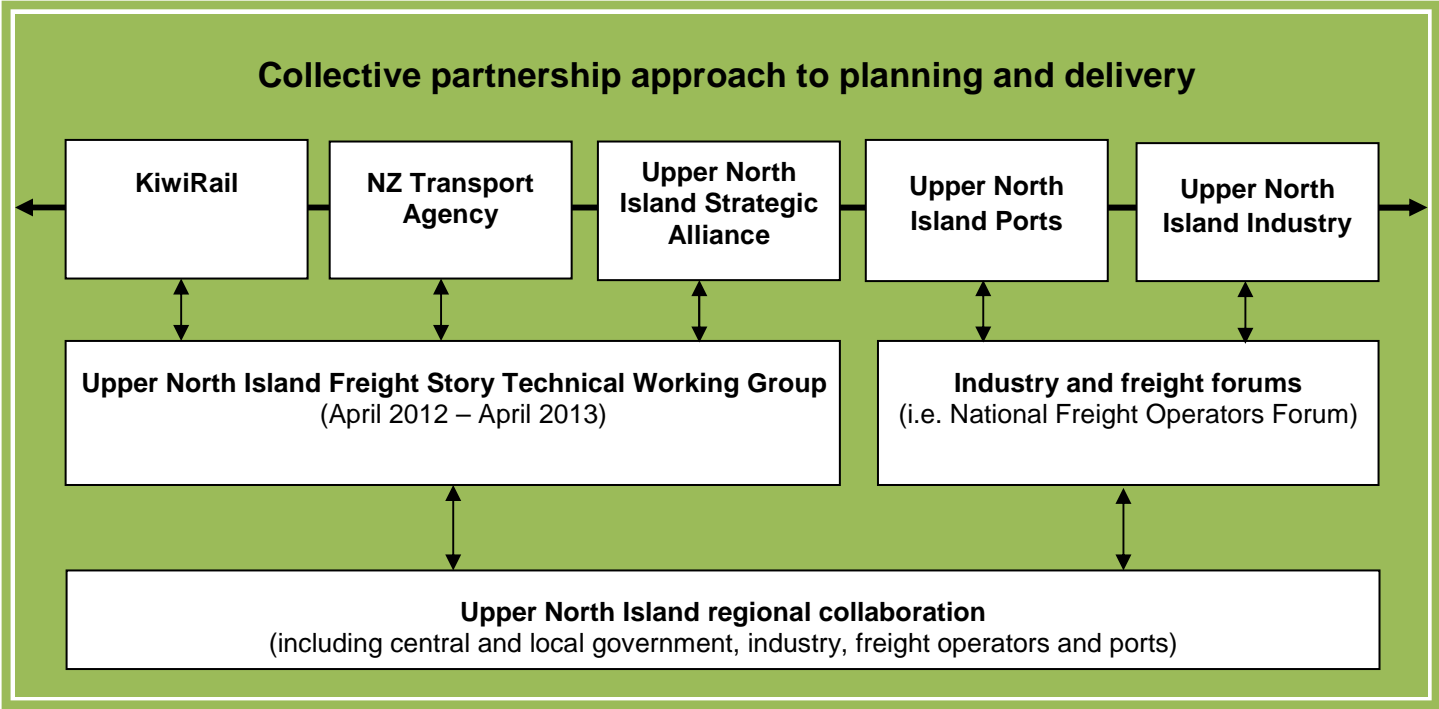 Collective partnership approach to planning and delivery
KiwiRail
NZ Transport
Agency
Upper North
Island Strategic
Alliance
Upper North
Island Ports
Upper North
Island Industry
Upper North Island Freight Story Technical Working Group
(April 2012 – April 2013)
Industry and freight forums
(i.e. National Freight Operators Forum)
Upper North Island regional collaboration
(including central and local government, industry, freight operators and ports)